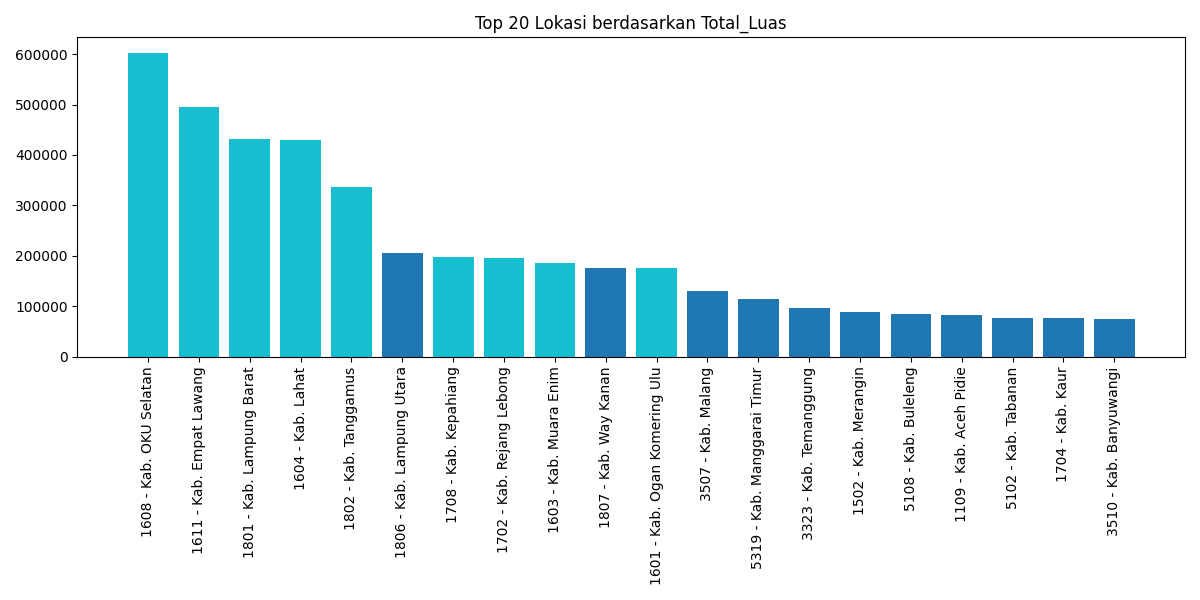 Top 20 Lokasi berdasarkan Total_Luas
600000
500000
400000
300000
200000
100000
0
1608 - Kab. OKU Selatan
1611 - Kab. Empat Lawang
1801 - Kab. Lampung Barat
1604 - Kab. Lahat
1802 - Kab. Tanggamus
1806 - Kab. Lampung Utara
1708 - Kab. Kepahiang
1702 - Kab. Rejang Lebong
1603 - Kab. Muara Enim
1807 - Kab. Way Kanan
1601 - Kab. Ogan Komering Ulu
3507 - Kab. Malang
5319 - Kab. Manggarai Timur
3323 - Kab. Temanggung
1502 - Kab. Merangin
5108 - Kab. Buleleng
1109 - Kab. Aceh Pidie
5102 - Kab. Tabanan
1704 - Kab. Kaur
3510 - Kab. Banyuwangi